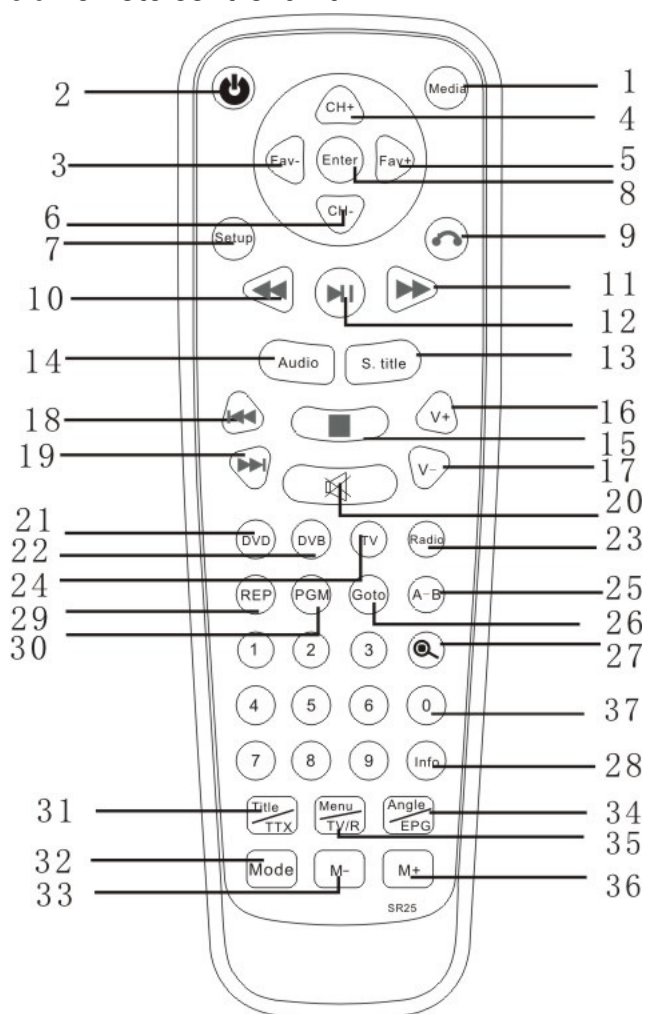 1
2
Media
CH+
4
3
Fav-
Enter
Fav+
5
8
6
CH-
7
Setup
9
10
11
12
14
Audio
S. title
13
18
V+
16
15
19
V-
17
20
21
DVD
DVB
TV
Radio
23
22
24
25
REP
PGM
Goto
A-B
29
26
30
1
2
3
27
4
5
6
0
37
7
8
9
Info
28
31
Title
TTX
Menu
TV/R
Angle
EPG
34
35
32
Mode
M-
M+
33
36
SR25